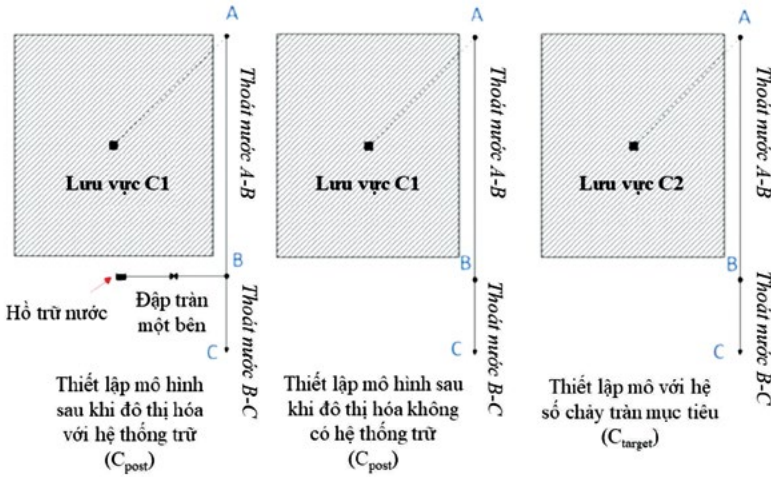 A
Thoát nước A-B
Lưu vực C1
B
Hồ trữ nước
Đập tràn
một bên
Thoát nước B-C
C
Thiết lập mô hình
sau khi đô thị hóa
với hệ thống trữ
(Cpost)
A
Thoát nước A-B
Lưu vực C1
B
Thoát nước B-C
C
Thiết lập mô hình sau
khi đô thị hóa không
có hệ thống trữ
(Cpost)
A
Thoát nước A-B
Lưu vực C2
B
Thoát nước B-C
C
Thiết lập mô với hệ
số chảy tràn mục tiêu
(Ctarget)